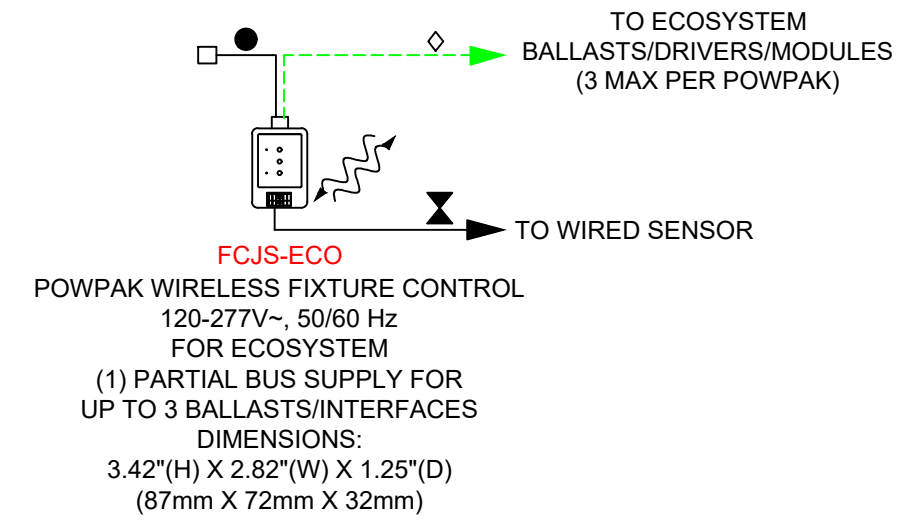 TO ECOSYSTEM
BALLASTS/DRIVERS/MODULES
(3 MAX PER POWPAK)
TO WIRED SENSOR
FCJS-ECO
POWPAK WIRELESS FIXTURE CONTROL
120-277V~, 50/60 Hz
FOR ECOSYSTEM
(1) PARTIAL BUS SUPPLY FOR
UP TO 3 BALLASTS/INTERFACES
DIMENSIONS:
3.42"(H) X 2.82"(W) X 1.25"(D)
(87mm X 72mm X 32mm)